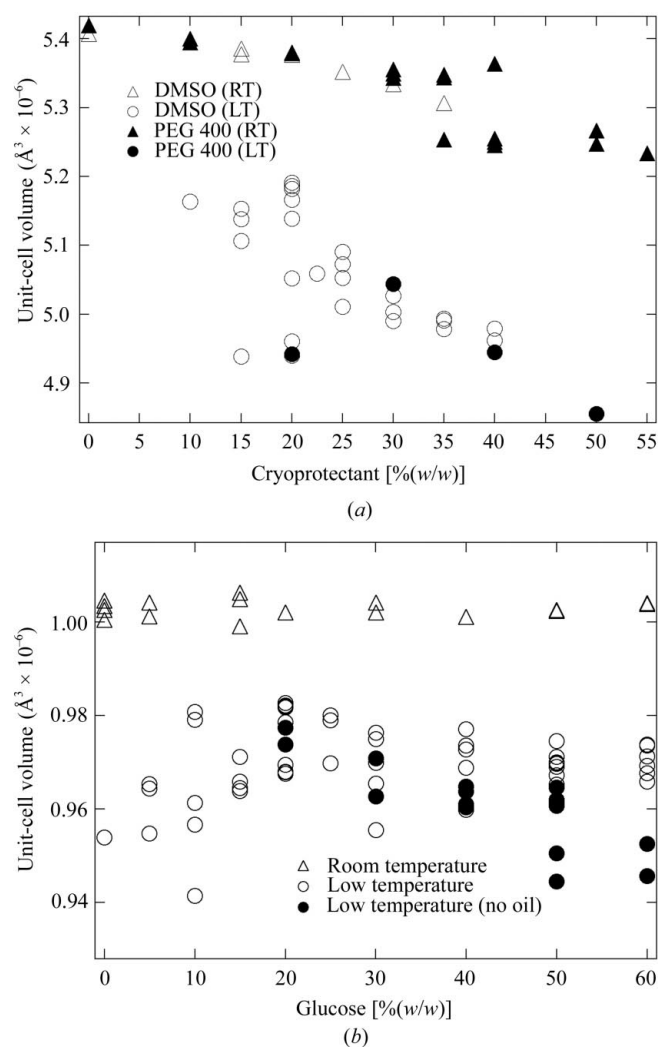 5.4
5.3
5.2
5.1
5.0
4.9
Unit-cell volume (Å³ × 10⁻⁶)
DMSO (RT)
DMSO (LT)
PEG 400 (RT)
PEG 400 (LT)
0 5 10 15 20 25 30 35 40 45 50 55
Cryoprotectant [%(w/w)]
(a)
1.00
0.98
0.96
0.94
Unit-cell volume (Å³ × 10⁻⁶)
Room temperature
Low temperature
Low temperature (no oil)
0 10 20 30 40 50 60
Glucose [%(w/w)]
(b)